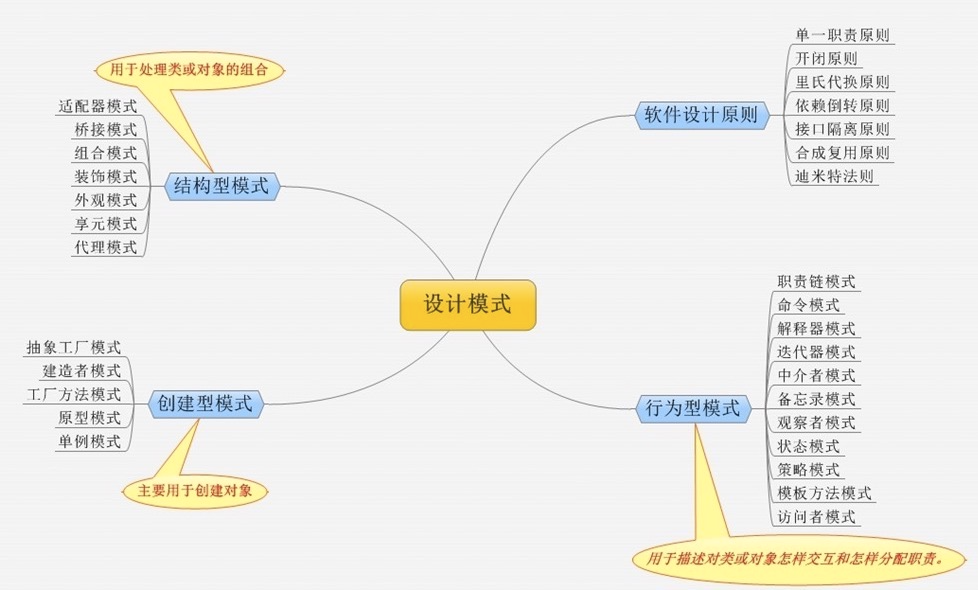 设计模式
用于处理类或对象的组合
结构型模式
适配器模式
桥接模式
组合模式
装饰模式
外观模式
享元模式
代理模式
创建型模式
抽象工厂模式
建造者模式
工厂方法模式
原型模式
单例模式
主要用于创建对象
软件设计原则
单一职责原则
开闭原则
里氏代换原则
依赖倒转原则
接口隔离原则
合成复用原则
迪米特法则
行为型模式
职责链模式
命令模式
解释器模式
迭代器模式
中介者模式
备忘录模式
观察者模式
状态模式
策略模式
模板方法模式
访问者模式
用于描述对类或对象怎样交互和怎样分配职责。